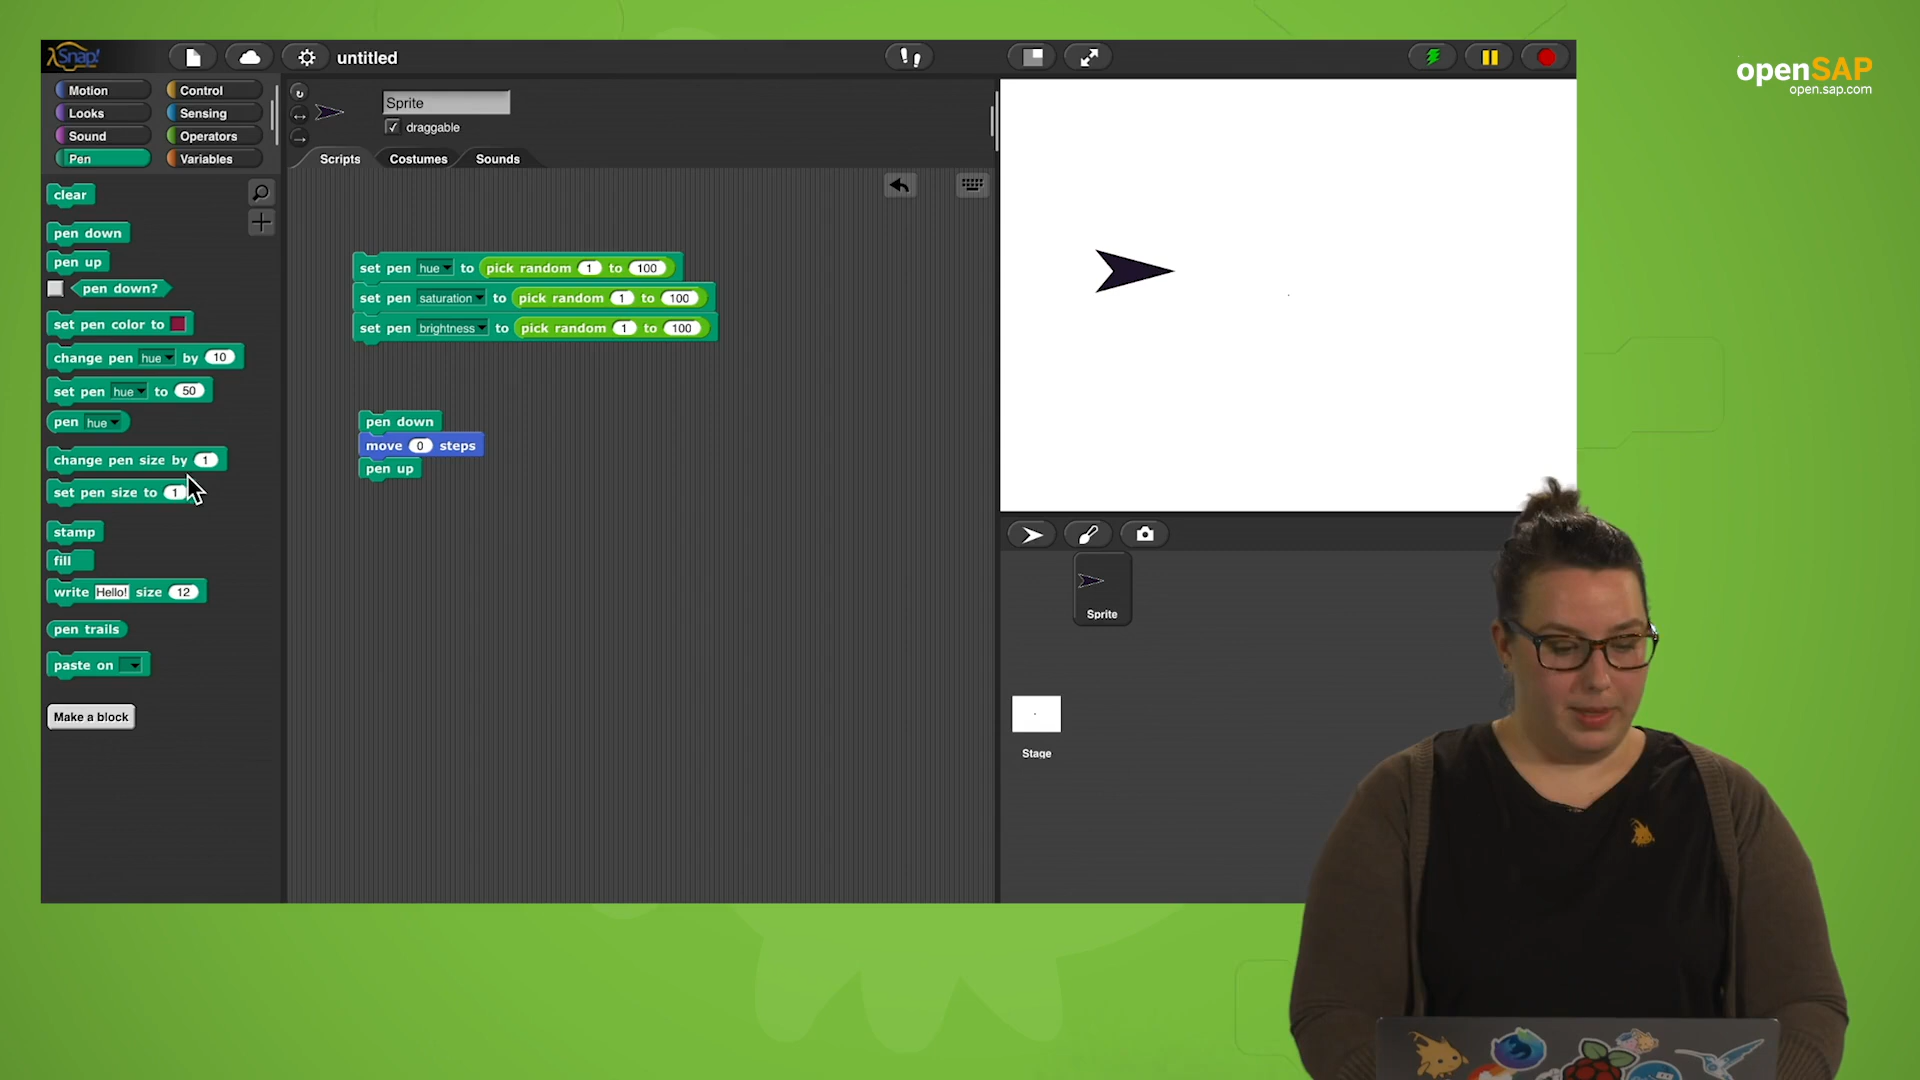 Snap!
untitled
openSAP
open.sap.com
Motion
Control
Looks
Sensing
Sound
Operators
Pen
Variables
Sprite
draggable
Scripts
Costumes
Sounds
clear
pen down
pen up
pen down?
set pen color to
change pen hue by 10
set pen hue to 50
pen hue
change pen size by 1
set pen size to 1
stamp
fill
write Hello! size 12
pen trails
paste on
Make a block
set pen hue to pick random 1 to 100
set pen saturation to pick random 1 to 100
set pen brightness to pick random 1 to 100
pen down
move 0 steps
pen up
Sprite
Stage